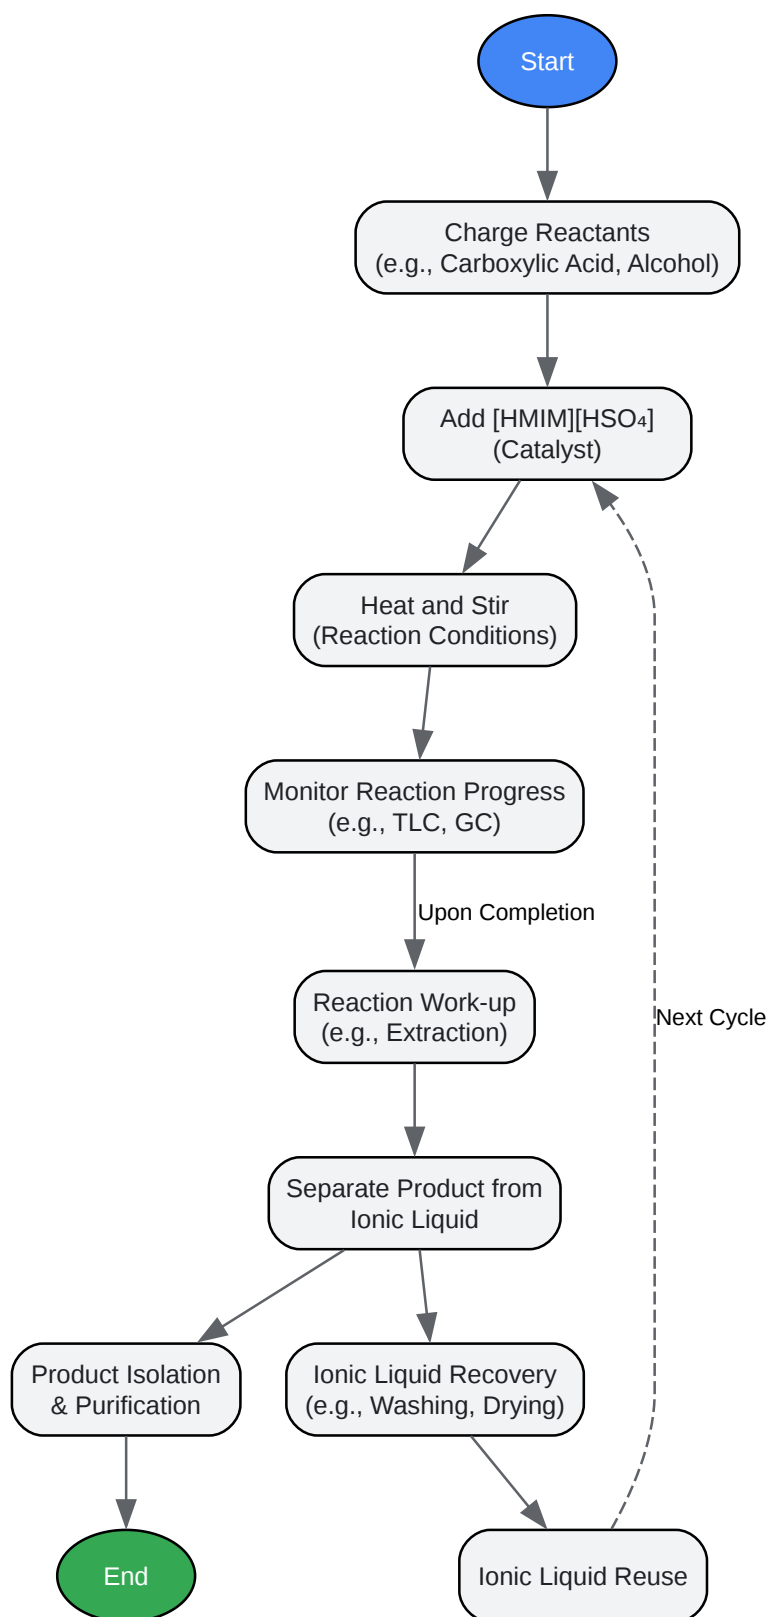 Start
Charge Reactants
(e.g., Carboxylic Acid, Alcohol)
Add [HMIM][HSO₄]
(Catalyst)
Heat and Stir
(Reaction Conditions)
Monitor Reaction Progress
(e.g., TLC, GC)
Upon Completion
Reaction Work-up
(e.g., Extraction)
Next Cycle
Separate Product from
Ionic Liquid
Product Isolation
& Purification
Ionic Liquid Recovery
(e.g., Washing, Drying)
End
Ionic Liquid Reuse